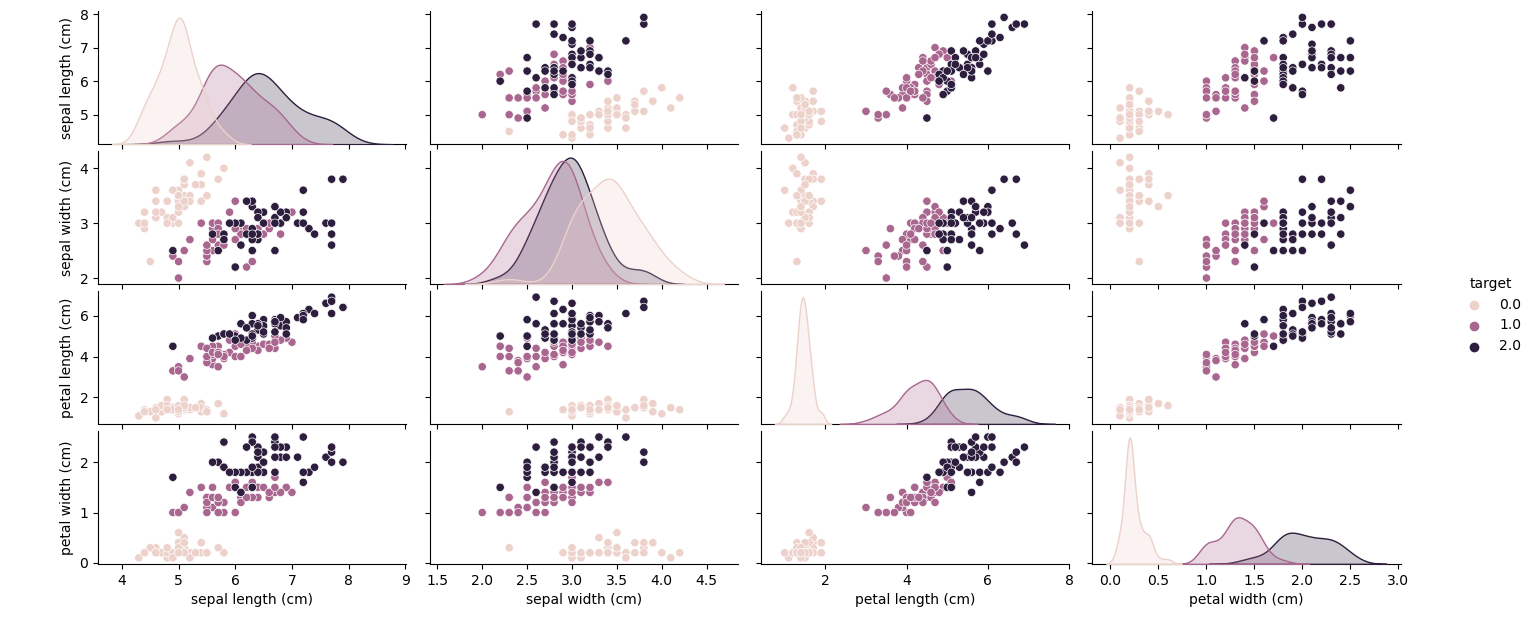 sepal length (cm)
8
7
6
5
sepal width (cm)
4
3
2
petal length (cm)
6
4
2
petal width (cm)
2
1
0
4 5 6 7 8 9
sepal length (cm)
1.5 2.0 2.5 3.0 3.5 4.0 4.5
sepal width (cm)
2 4 6 8
petal length (cm)
0.0 0.5 1.0 1.5 2.0 2.5 3.0
petal width (cm)
target
0.0
1.0
2.0